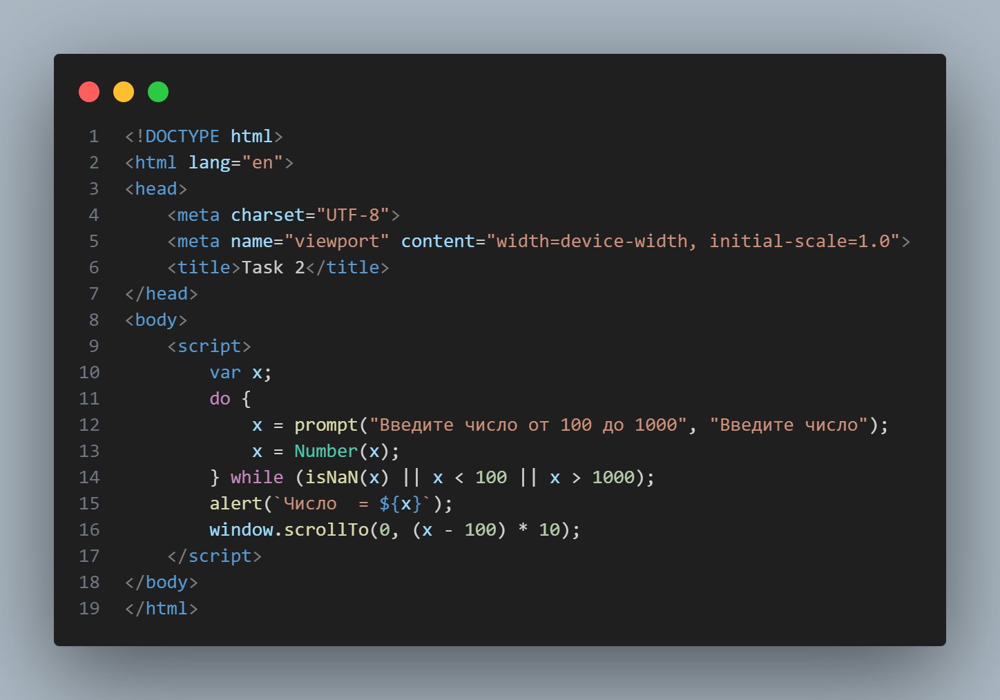 1 <!DOCTYPE html>
2 <html lang="en">
3 <head>
4     <meta charset="UTF-8">
5     <meta name="viewport" content="width=device-width, initial-scale=1.0">
6     <title>Task 2</title>
7 </head>
8 <body>
9     <script>
10         var x;
11         do {
12             x = prompt("Введите число от 100 до 1000", "Введите число");
13             x = Number(x);
14         } while (isNaN(x) || x < 100 || x > 1000);
15         alert(`Число  = ${x}`);
16         window.scrollTo(0, (x - 100) * 10);
17     </script>
18 </body>
19 </html>